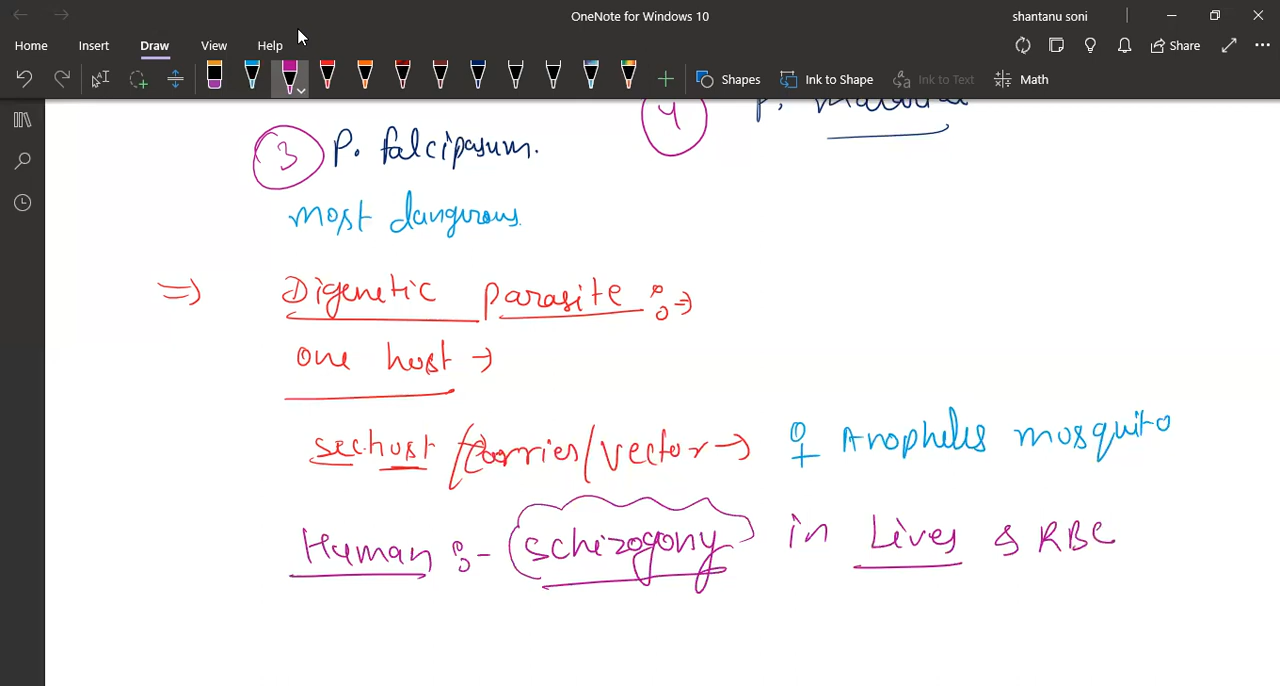 OneNote for Windows 10
shantanu soni
Home Insert Draw View Help
Share
Shapes Ink to Shape Ink to Text Math
4 P. Malaria
3 P. falciparum.
most dangerous.
=> Digenetic parasite :->
one host ->
sec. host / carrier / vector -> ♀ Anopheles mosquito
Human :- schizogony in Liver & RBC